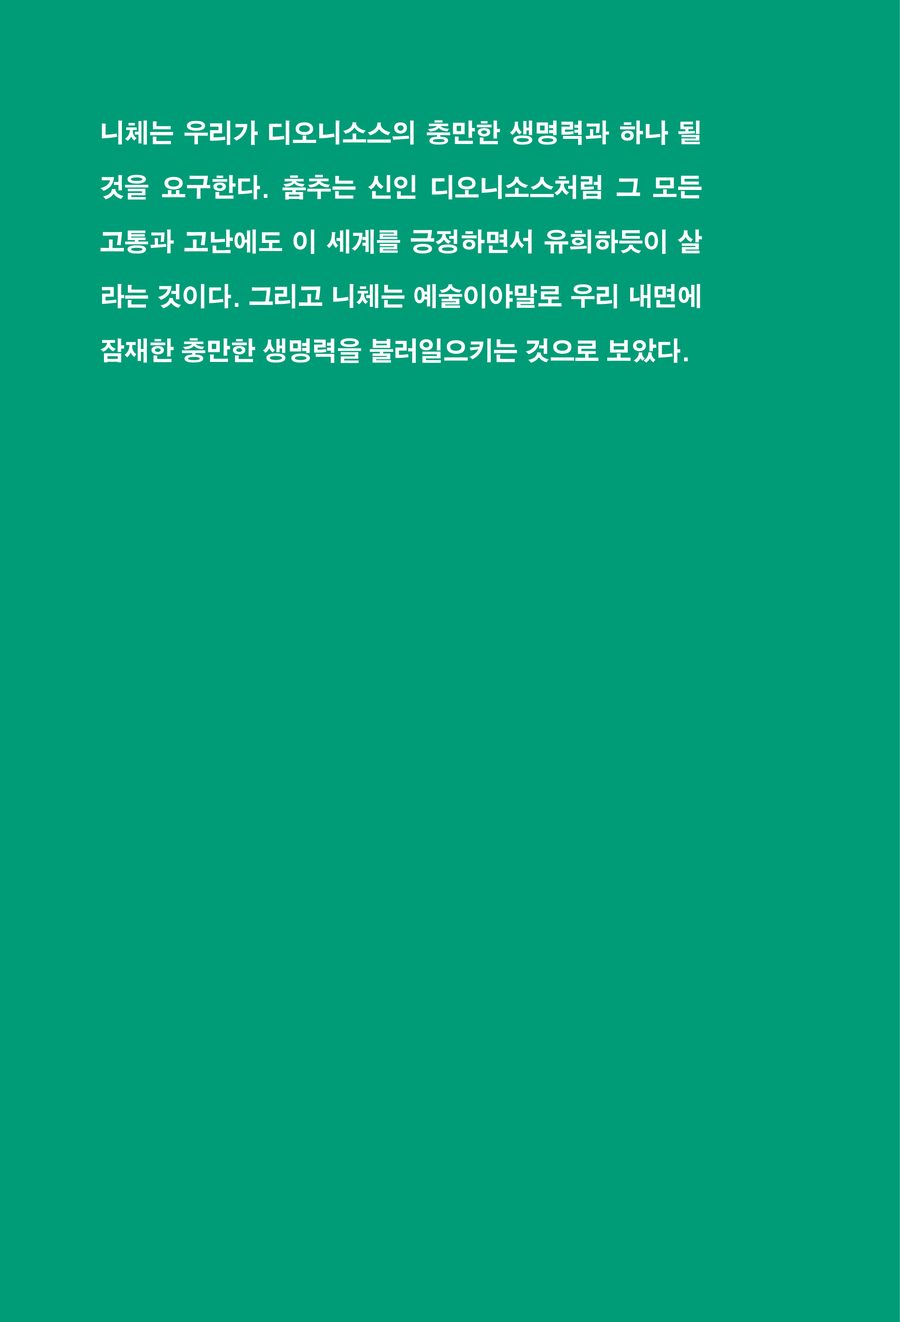 니체는 우리가 디오니소스의 충만한 생명력과 하나 될
것을 요구한다. 춤추는 신인 디오니소스처럼 그 모든
고통과 고난에도 이 세계를 긍정하면서 유희하듯이 살
라는 것이다. 그리고 니체는 예술이야말로 우리 내면에
잠재한 충만한 생명력을 불러일으키는 것으로 보았다.